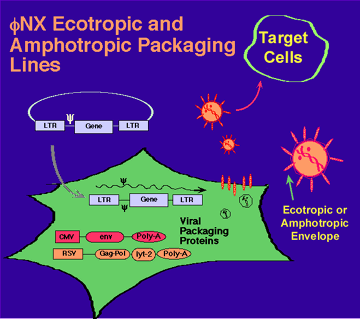 ϕNX Ecotropic and
Amphotropic Packaging
Lines
Target
Cells
Ψ
LTR Gene LTR
Ψ
LTR Gene LTR
Ψ
Ecotropic or
Amphotropic
Envelope
Viral
Packaging
Proteins
CMV env Poly-A
RSV Gag-Pol lyt-2 Poly-A